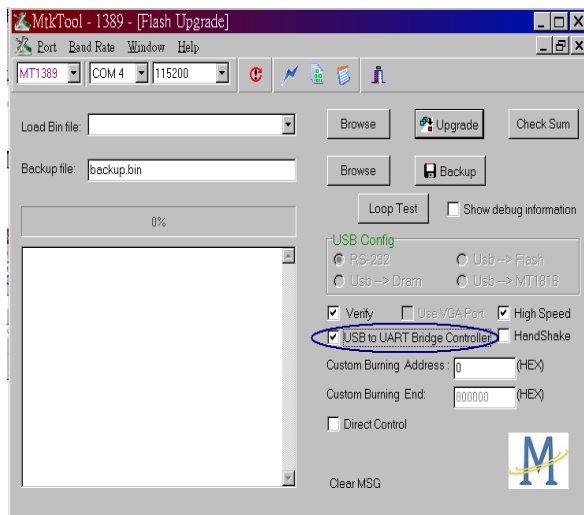 MtkTool - 1389 - [Flash Upgrade]
Port Baud Rate Window Help
MT1389 COM 4 115200
Load Bin file: Browse Upgrade Check Sum
Backup file: backup.bin Browse Backup
Loop Test Show debug information
0%
USB Config
RS-232 Usb --> Flash
Usb --> Dram Usb --> MT1818
Verify Use VGA Port High Speed
USB to UART Bridge Controller HandShake
Custom Burning Address : 0 (HEX)
Custom Burning End: 800000 (HEX)
Direct Control
M
Clear MSG